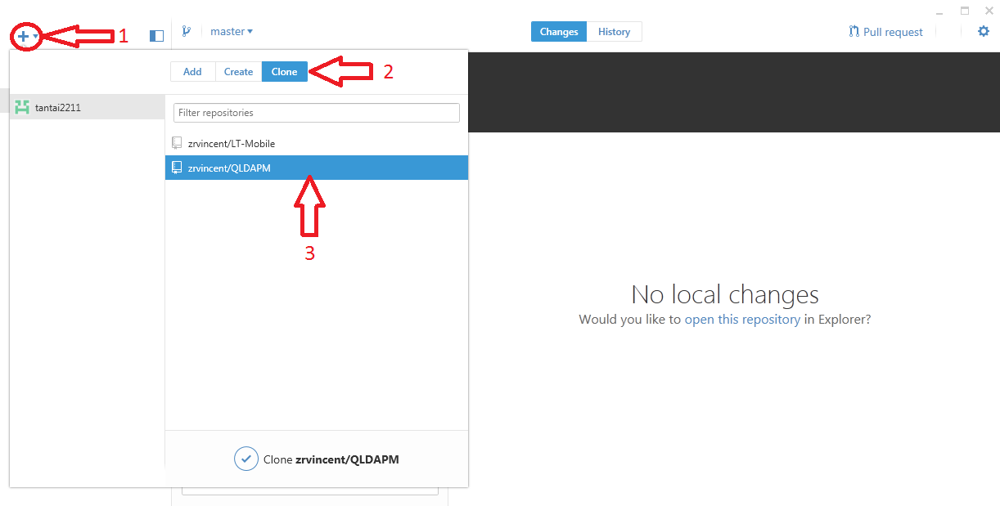 1
master
Changes
History
Pull request
Add
Create
Clone
2
tantai2211
Filter repositories
zrvincent/LT-Mobile
zrvincent/QLDAPM
3
No local changes
Would you like to open this repository in Explorer?
Clone zrvincent/QLDAPM